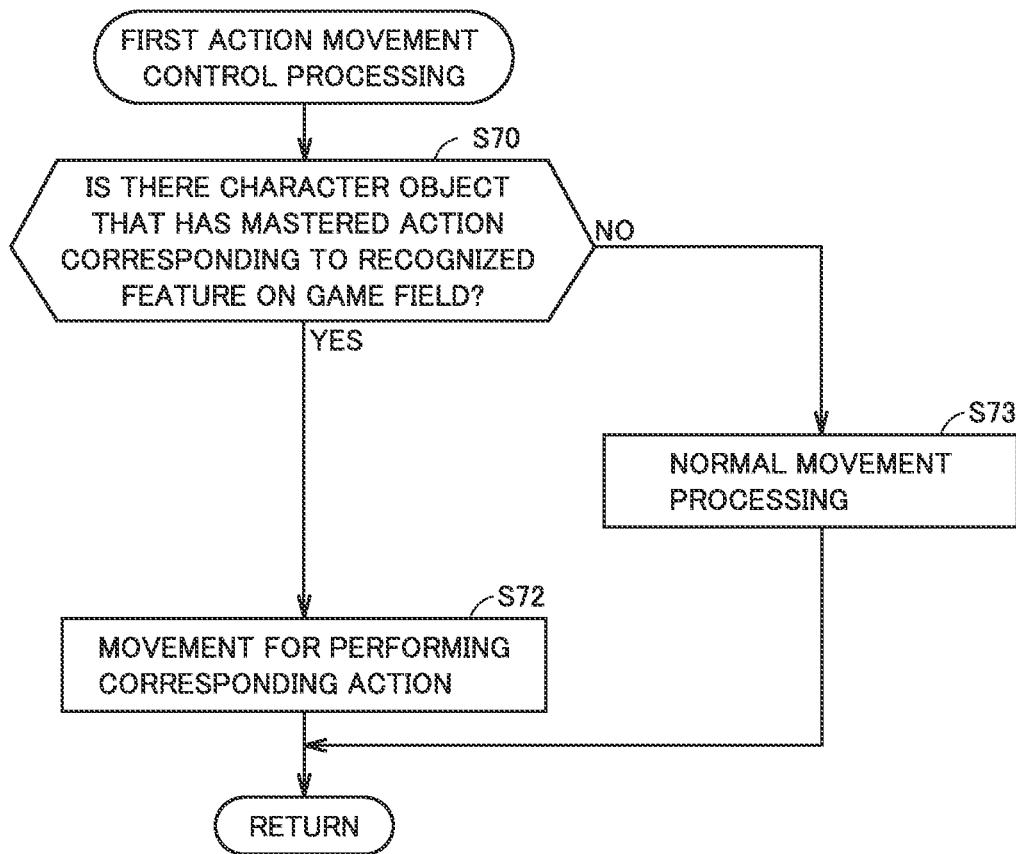 FIRST ACTION MOVEMENT
CONTROL PROCESSING
S70
IS THERE CHARACTER OBJECT
THAT HAS MASTERED ACTION
CORRESPONDING TO RECOGNIZED
FEATURE ON GAME FIELD?
NO
YES
S73
NORMAL MOVEMENT
PROCESSING
S72
MOVEMENT FOR PERFORMING
CORRESPONDING ACTION
RETURN